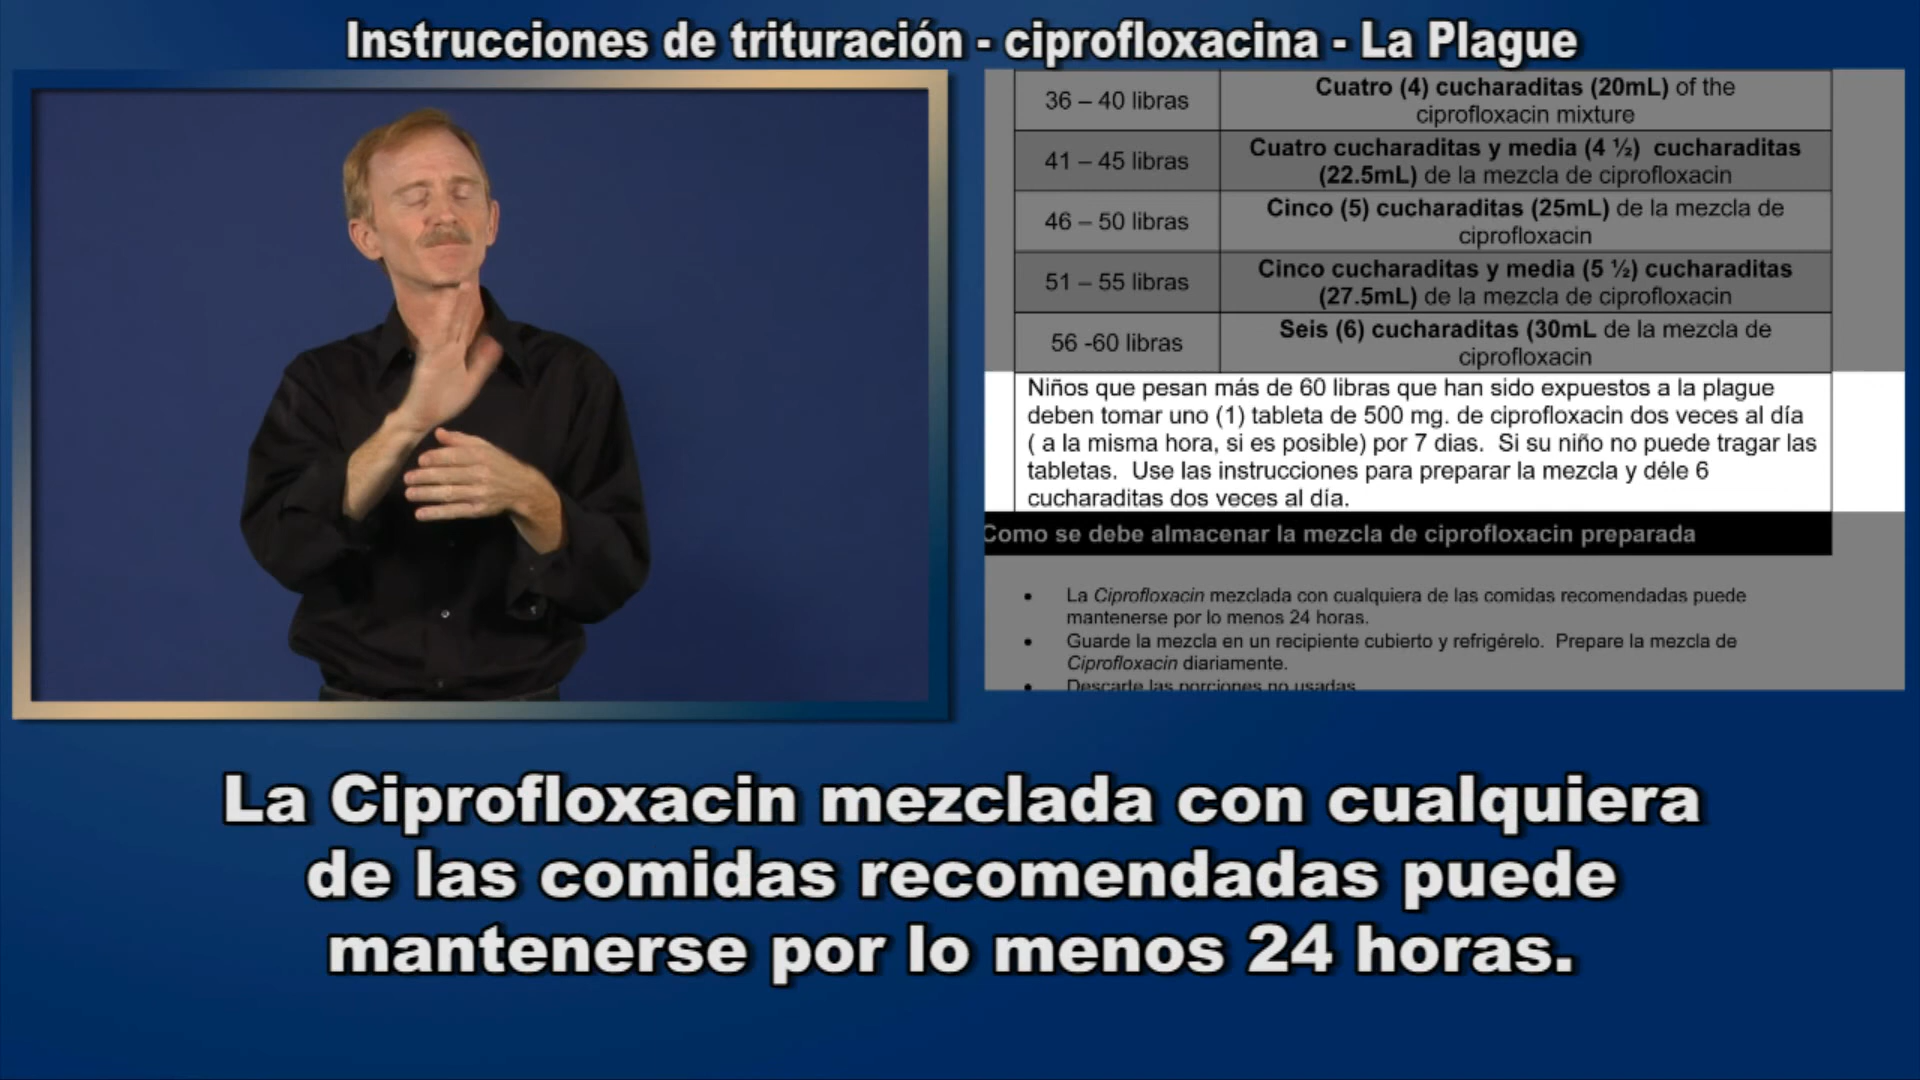 Instrucciones de trituración - ciprofloxacina - La Plague
36 – 40 libras
Cuatro (4) cucharaditas (20mL) of the
ciprofloxacin mixture
41 – 45 libras
Cuatro cucharaditas y media (4 ½) cucharaditas
(22.5mL) de la mezcla de ciprofloxacin
46 – 50 libras
Cinco (5) cucharaditas (25mL) de la mezcla de
ciprofloxacin
51 – 55 libras
Cinco cucharaditas y media (5 ½) cucharaditas
(27.5mL) de la mezcla de ciprofloxacin
56 -60 libras
Seis (6) cucharaditas (30mL de la mezcla de
ciprofloxacin
Niños que pesan más de 60 libras que han sido expuestos a la plague
deben tomar uno (1) tableta de 500 mg. de ciprofloxacin dos veces al día
( a la misma hora, si es posible) por 7 dias. Si su niño no puede tragar las
tabletas. Use las instrucciones para preparar la mezcla y déle 6
cucharaditas dos veces al día.
Como se debe almacenar la mezcla de ciprofloxacin preparada
• La Ciprofloxacin mezclada con cualquiera de las comidas recomendadas puede
mantenerse por lo menos 24 horas.
• Guarde la mezcla en un recipiente cubierto y refrigérelo. Prepare la mezcla de
Ciprofloxacin diariamente.
• Descarte las porciones no usadas
La Ciprofloxacin mezclada con cualquiera
de las comidas recomendadas puede
mantenerse por lo menos 24 horas.